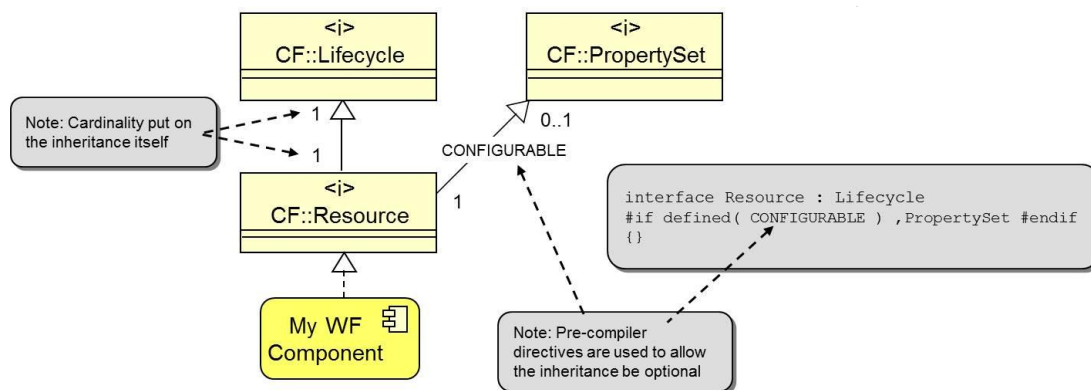 <i>
CF::Lifecycle
<i>
CF::PropertySet
Note: Cardinality put on
the inheritance itself
1
1
0..1
CONFIGURABLE
1
<i>
CF::Resource
interface Resource : Lifecycle
#if defined( CONFIGURABLE ) ,PropertySet #endif
{}
My WF
Component
Note: Pre-compiler
directives are used to allow
the inheritance be optional